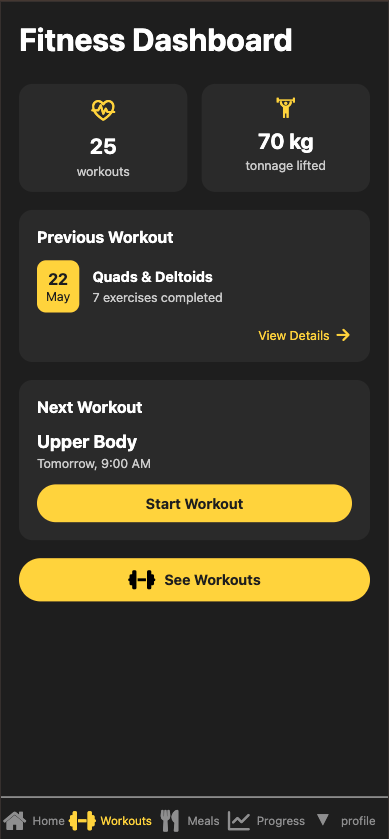 Fitness Dashboard
25
workouts
70 kg
tonnage lifted
Previous Workout
22
May
Quads & Deltoids
7 exercises completed
View Details →
Next Workout
Upper Body
Tomorrow, 9:00 AM
Start Workout
See Workouts
Home Workouts Meals Progress profile